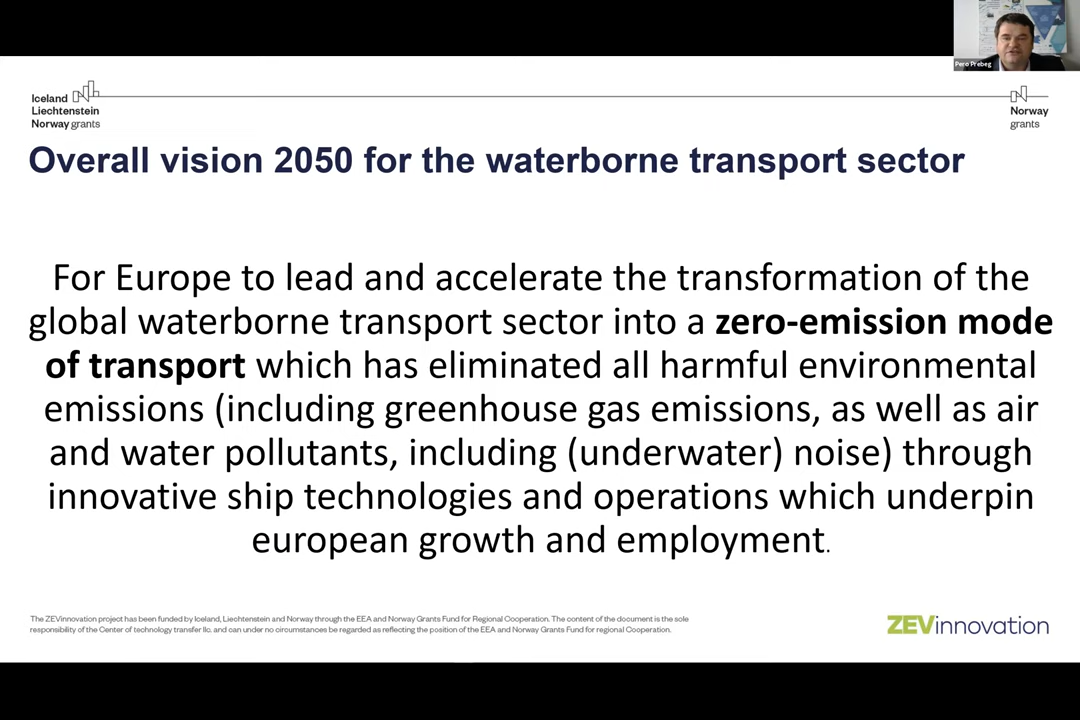 Pero Prebeg
Iceland
Liechtenstein
Norway grants
Norway
grants
Overall vision 2050 for the waterborne transport sector
For Europe to lead and accelerate the transformation of the
global waterborne transport sector into a zero-emission mode
of transport which has eliminated all harmful environmental
emissions (including greenhouse gas emissions, as well as air
and water pollutants, including (underwater) noise) through
innovative ship technologies and operations which underpin
european growth and employment.
The ZEVinnovation project has been funded by Iceland, Liechtenstein and Norway through the EEA and Norway Grants Fund for Regional Cooperation. The content of the document is the sole
responsibility of the Center of technology transfer llc. and can under no circumstances be regarded as reflecting the position of the EEA and Norway Grants Fund for regional Cooperation.
ZEVinnovation